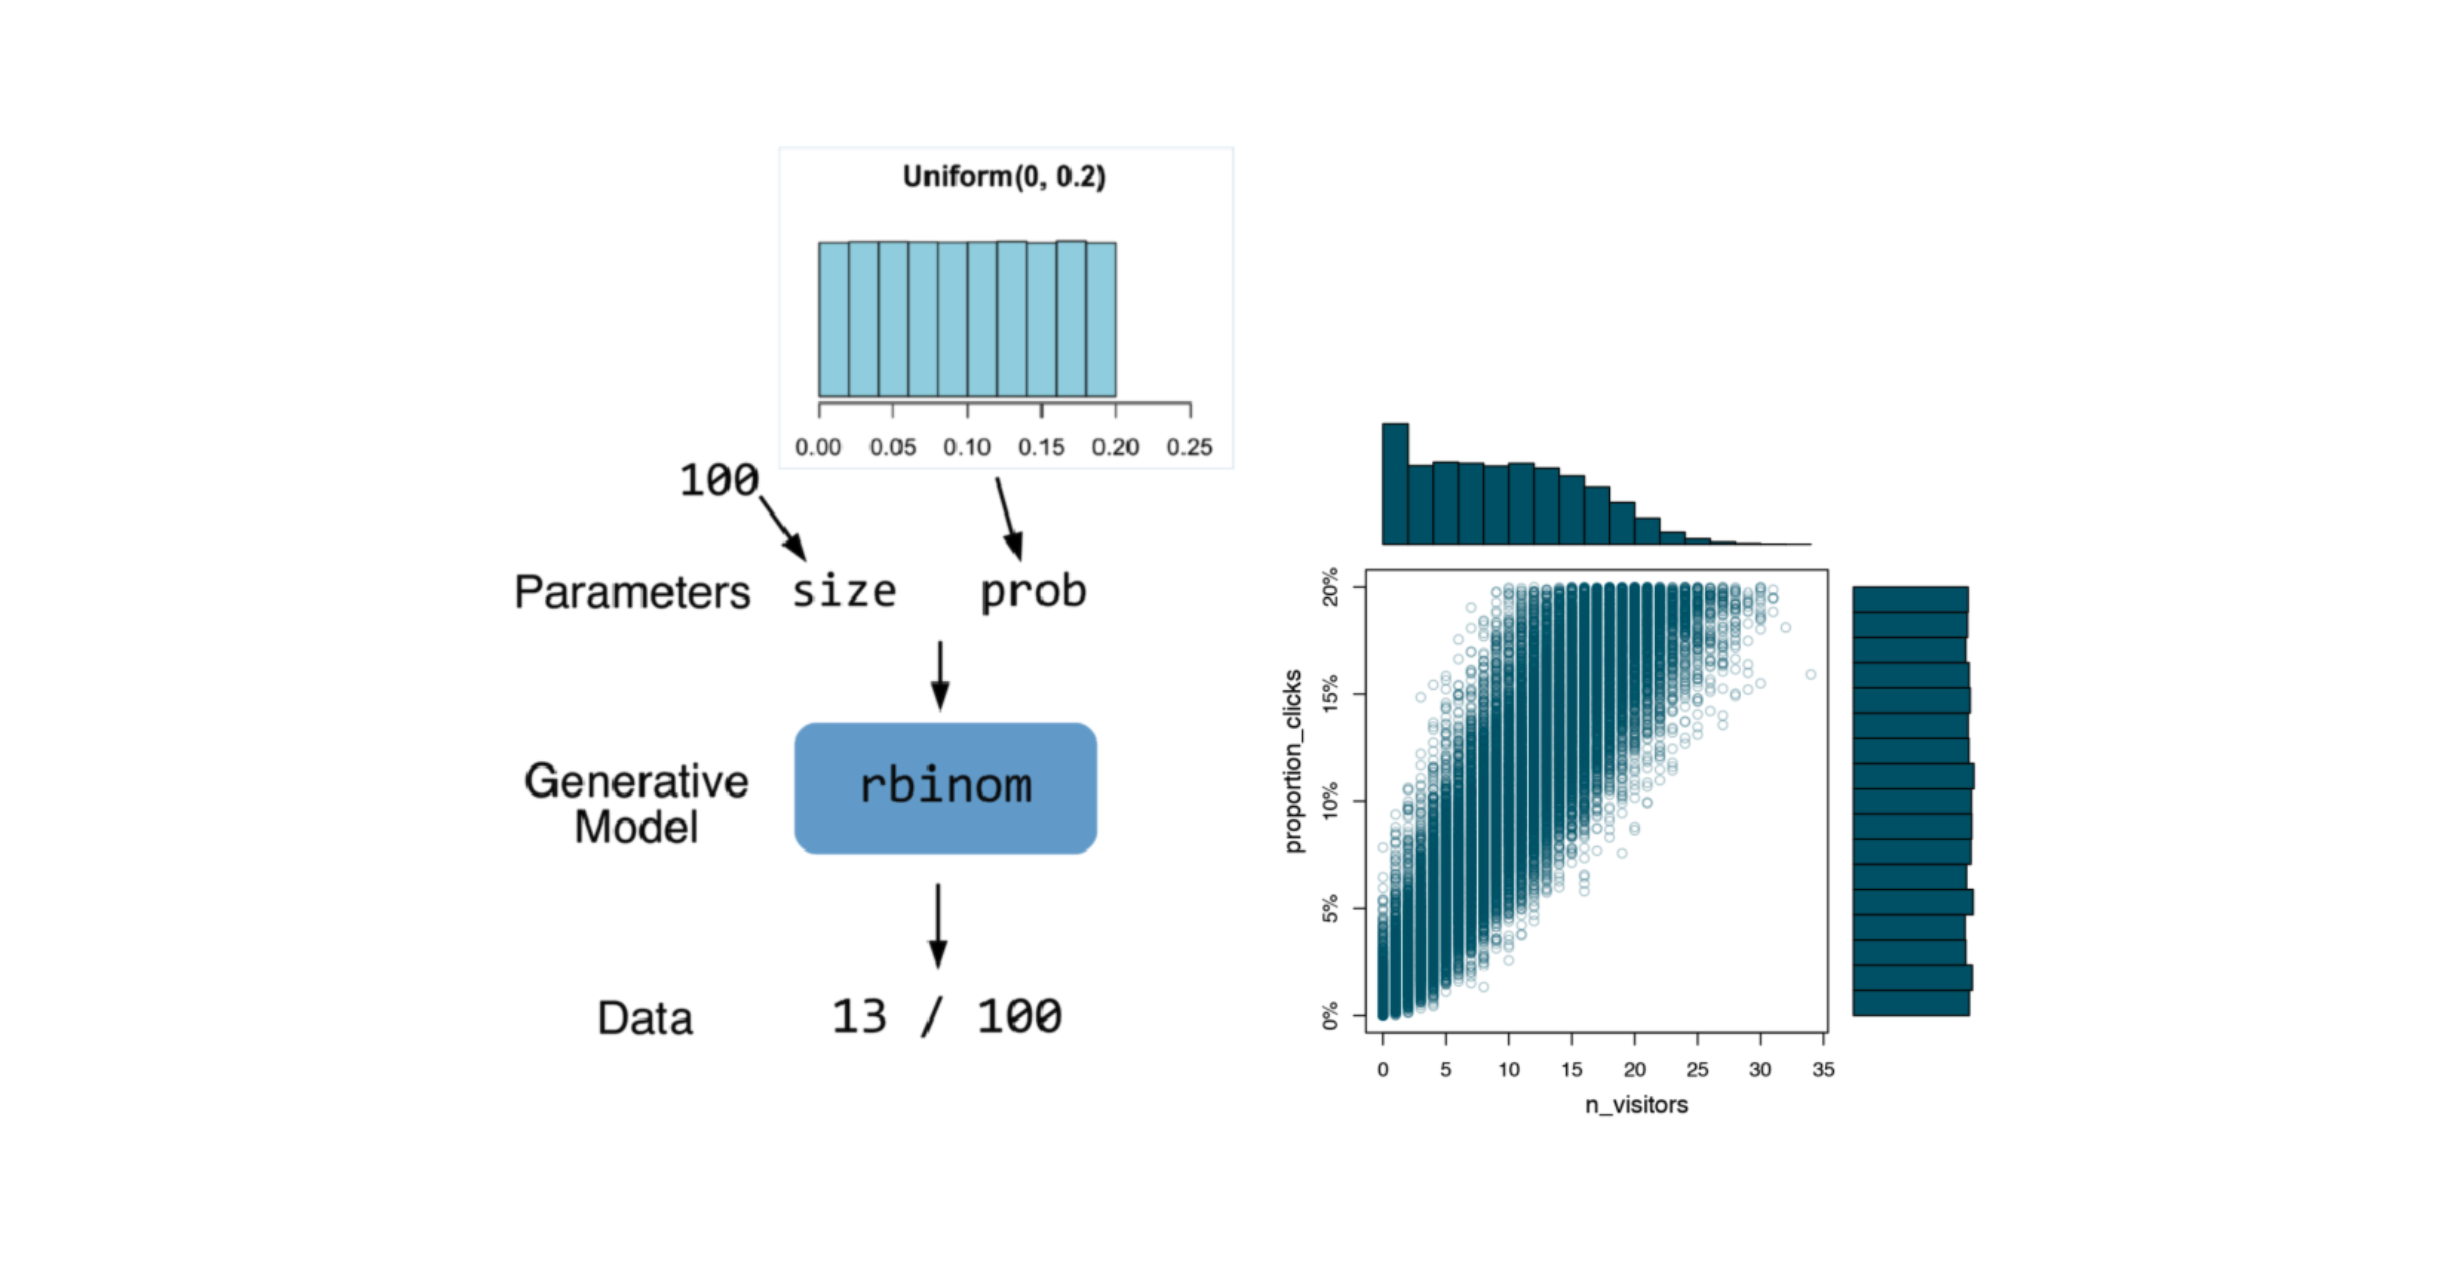 Uniform(0, 0.2)
0.00 0.05 0.10 0.15 0.20 0.25
100
Parameters size prob
Generative
Model
rbinom
Data 13 / 100
proportion_clicks
20%
15%
10%
5%
0%
0 5 10 15 20 25 30 35
n_visitors